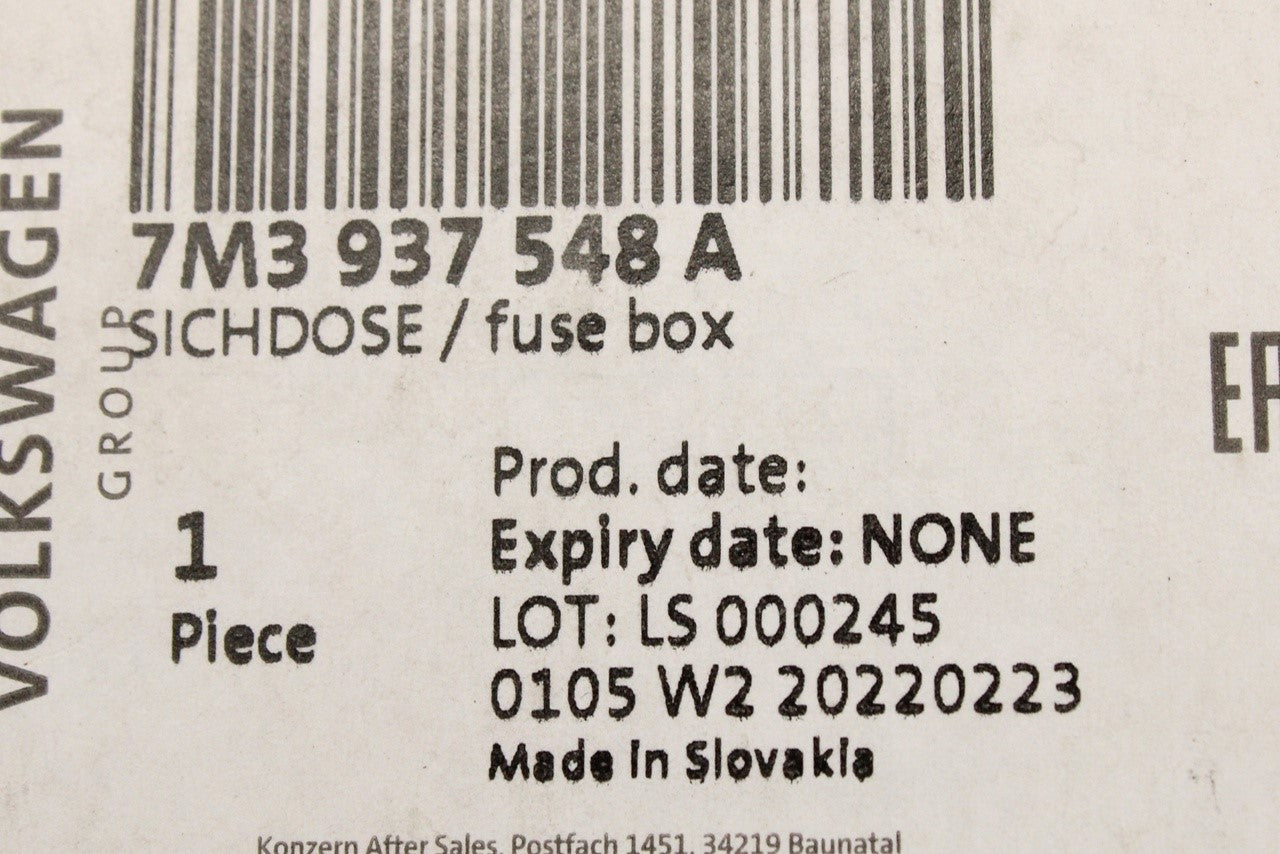 VOLKSWAGEN
GROUP
7M3 937 548 A
SICHDOSE / fuse box
1
Piece
Prod. date:
Expiry date: NONE
LOT: LS 000245
0105 W2 20220223
Made in Slovakia
Konzern After Sales, Postfach 1451, 34219 Baunatal